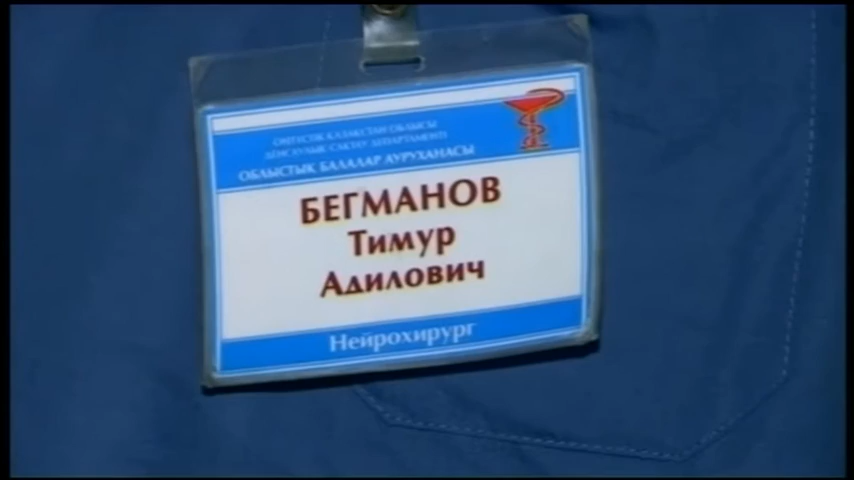 ОҢТҮСТІК ҚАЗАҚСТАН ОБЛЫСЫ
ДЕНСАУЛЫҚ САҚТАУ ДЕПАРТАМЕНТІ
ОБЛЫСТЫҚ БАЛАЛАР АУРУХАНАСЫ
БЕГМАНОВ
Тимур
Адилович
Нейрохирург